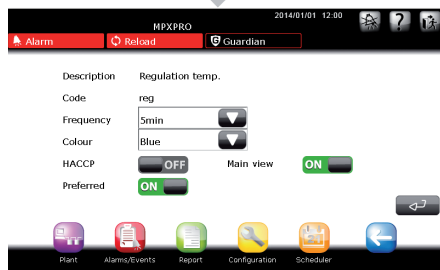 2014/01/01 12:00
MPXPRO
?
Alarm Reload G Guardian
Description Regulation temp.
Code reg
Frequency 5min
Colour Blue
HACCP OFF Main view ON
Preferred ON
Plant Alarms/Events Report Configuration Scheduler